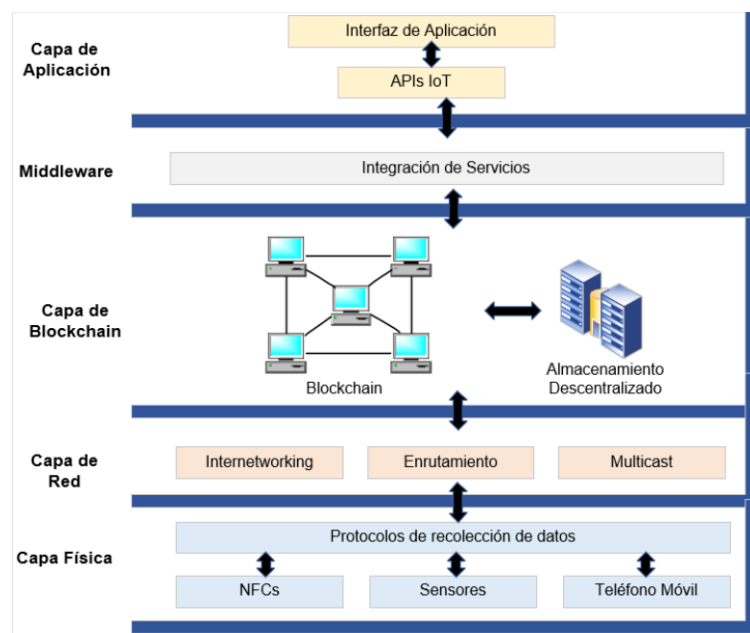 Capa de
Aplicación
Interfaz de Aplicación
APIs IoT
Middleware
Integración de Servicios
Capa de
Blockchain
Blockchain
Almacenamiento
Descentralizado
Capa de
Red
Internetworking
Enrutamiento
Multicast
Capa Física
Protocolos de recolección de datos
NFCs
Sensores
Teléfono Móvil